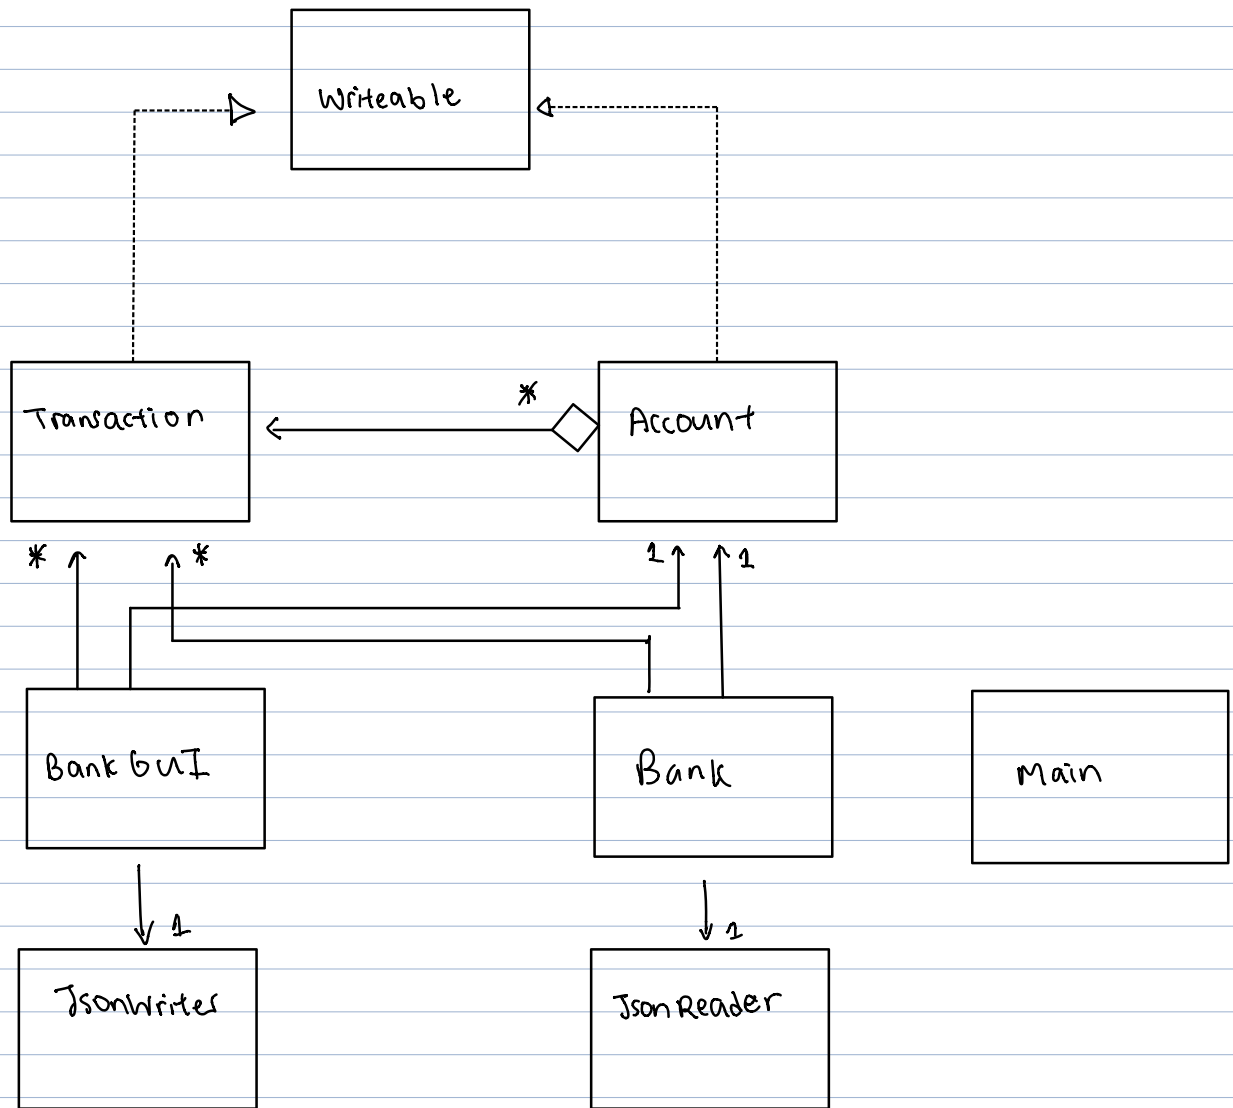 Writeable
*
Transaction
Account
*
*
1
1
BankGUI
Bank
Main
1
1
JsonWriter
JsonReader